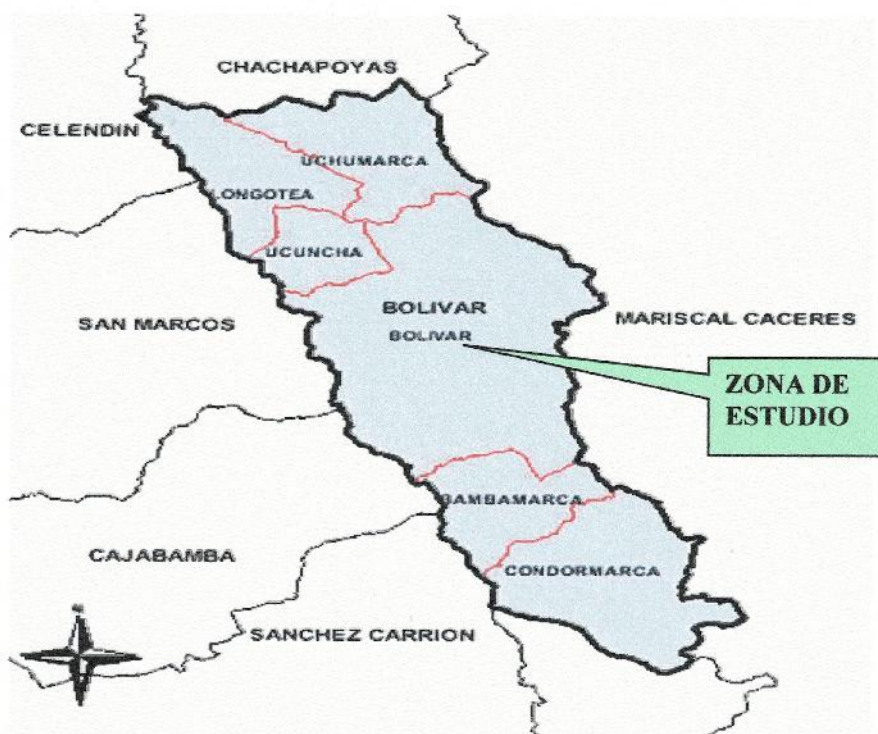 CHACHAPOYAS
CELENDIN
UCHUMARCA
LONGOTEA
UCUNCHA
BOLIVAR
SAN MARCOS
MARISCAL CACERES
BOLIVAR
ZONA DE
ESTUDIO
BAMBAMARCA
CAJABAMBA
CONDORMARCA
SANCHEZ CARRION